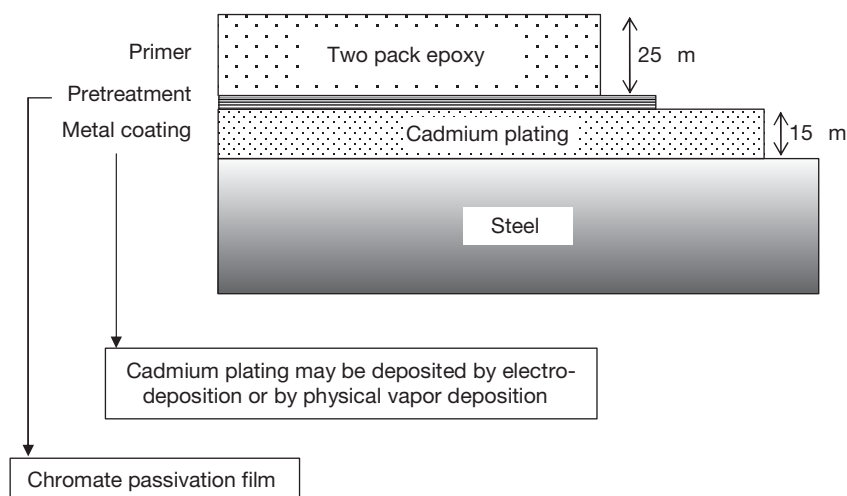 Primer
Two pack epoxy
25 m
Pretreatment
Metal coating
Cadmium plating
15 m
Steel
Cadmium plating may be deposited by electro-
deposition or by physical vapor deposition
Chromate passivation film